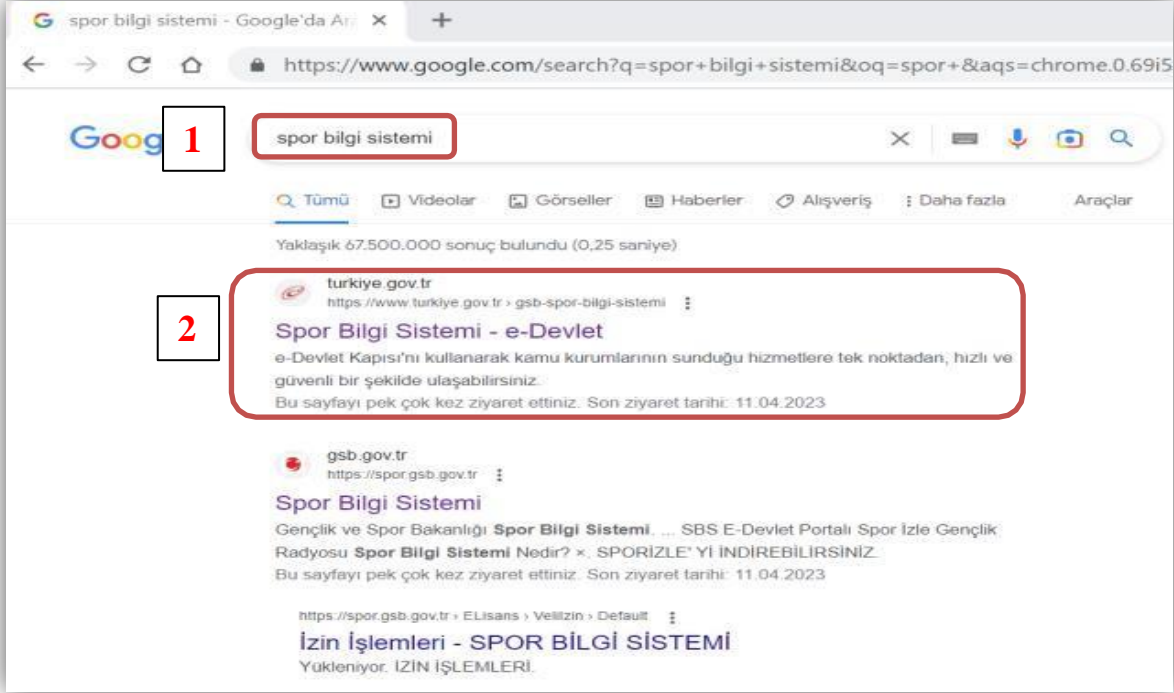 spor bilgi sistemi - Google'da Ar
https://www.google.com/search?q=spor+bilgi+sistemi&oq=spor+&aqs=chrome.0.69i5
Goog
1
spor bilgi sistemi
Tümü Videolar Görseller Haberler Alışveriş Daha fazla Araçlar
Yaklaşık 67.500.000 sonuç bulundu (0,25 saniye)
2
turkiye.gov.tr
https://www.turkiye.gov.tr › gsb-spor-bilgi-sistemi
Spor Bilgi Sistemi - e-Devlet
e-Devlet Kapısı'nı kullanarak kamu kurumlarının sunduğu hizmetlere tek noktadan, hızlı ve
güvenli bir şekilde ulaşabilirsiniz.
Bu sayfayı pek çok kez ziyaret ettiniz. Son ziyaret tarihi: 11.04.2023
gsb.gov.tr
https://spor.gsb.gov.tr
Spor Bilgi Sistemi
Gençlik ve Spor Bakanlığı Spor Bilgi Sistemi. ... SBS E-Devlet Portalı Spor İzle Gençlik
Radyosu Spor Bilgi Sistemi Nedir? ×. SPORİZLE' Yİ İNDİREBİLİRSİNİZ.
Bu sayfayı pek çok kez ziyaret ettiniz. Son ziyaret tarihi: 11.04.2023
https://spor.gsb.gov.tr › ELisans › VeliIzin › Default
İzin İşlemleri - SPOR BİLGİ SİSTEMİ
Yükleniyor. İZİN İŞLEMLERİ.